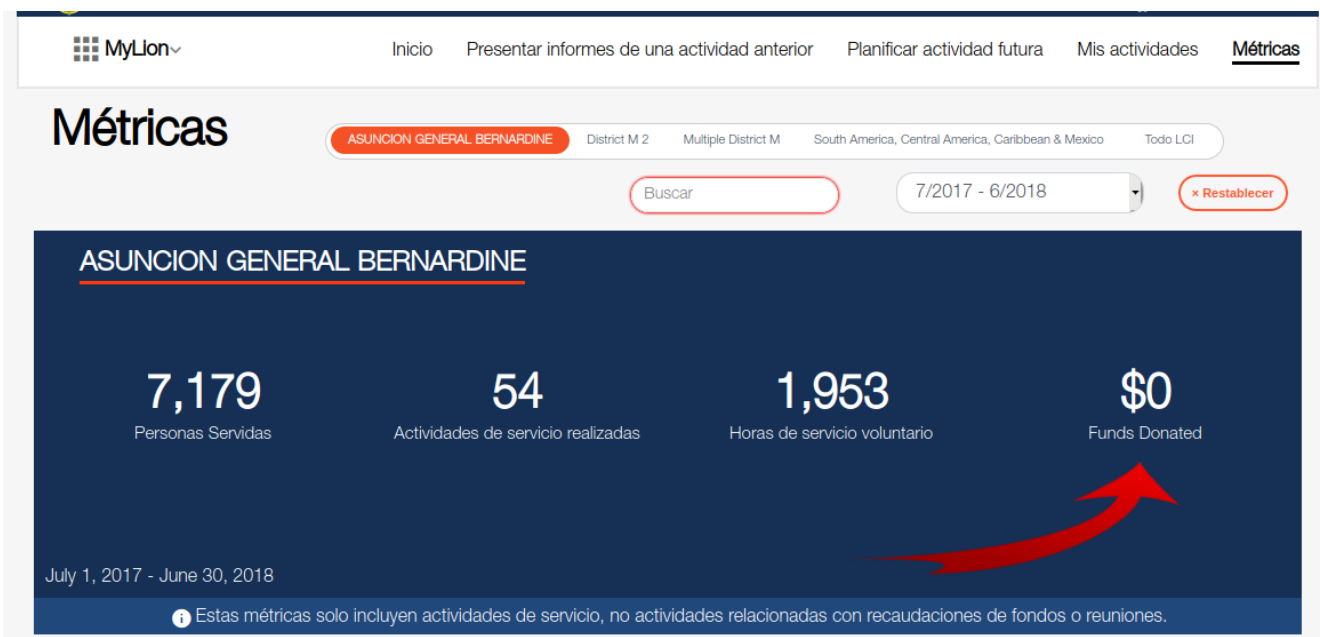 MyLion
Inicio Presentar informes de una actividad anterior Planificar actividad futura Mis actividades Métricas
Métricas
ASUNCION GENERAL BERNARDINE District M 2 Multiple District M South America, Central America, Caribbean & Mexico Todo LCI
Buscar 7/2017 - 6/2018 × Restablecer
ASUNCION GENERAL BERNARDINE
7,179 54 1,953 $0
Personas Servidas Actividades de servicio realizadas Horas de servicio voluntario Funds Donated
July 1, 2017 - June 30, 2018
Estas métricas solo incluyen actividades de servicio, no actividades relacionadas con recaudaciones de fondos o reuniones.